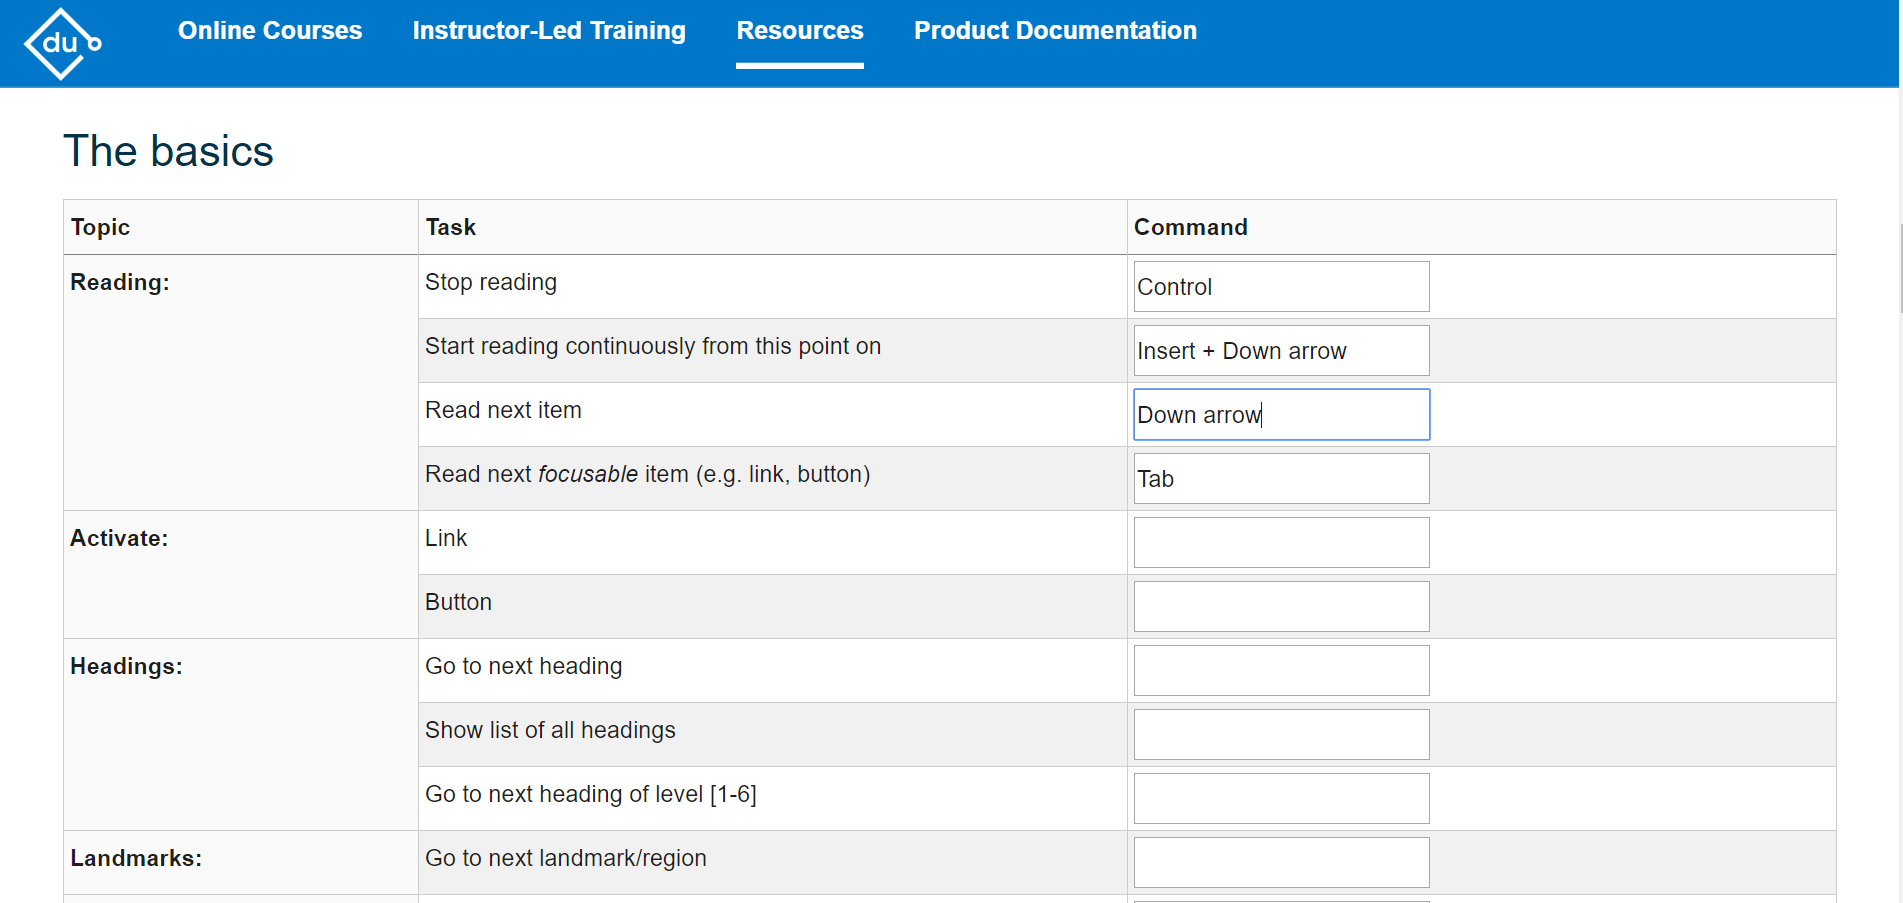 du
Online Courses Instructor-Led Training Resources Product Documentation
The basics
Topic Task Command
Reading: Stop reading Control
Start reading continuously from this point on Insert + Down arrow
Read next item Down arrow
Read next focusable item (e.g. link, button) Tab
Activate: Link
Button
Headings: Go to next heading
Show list of all headings
Go to next heading of level [1-6]
Landmarks: Go to next landmark/region